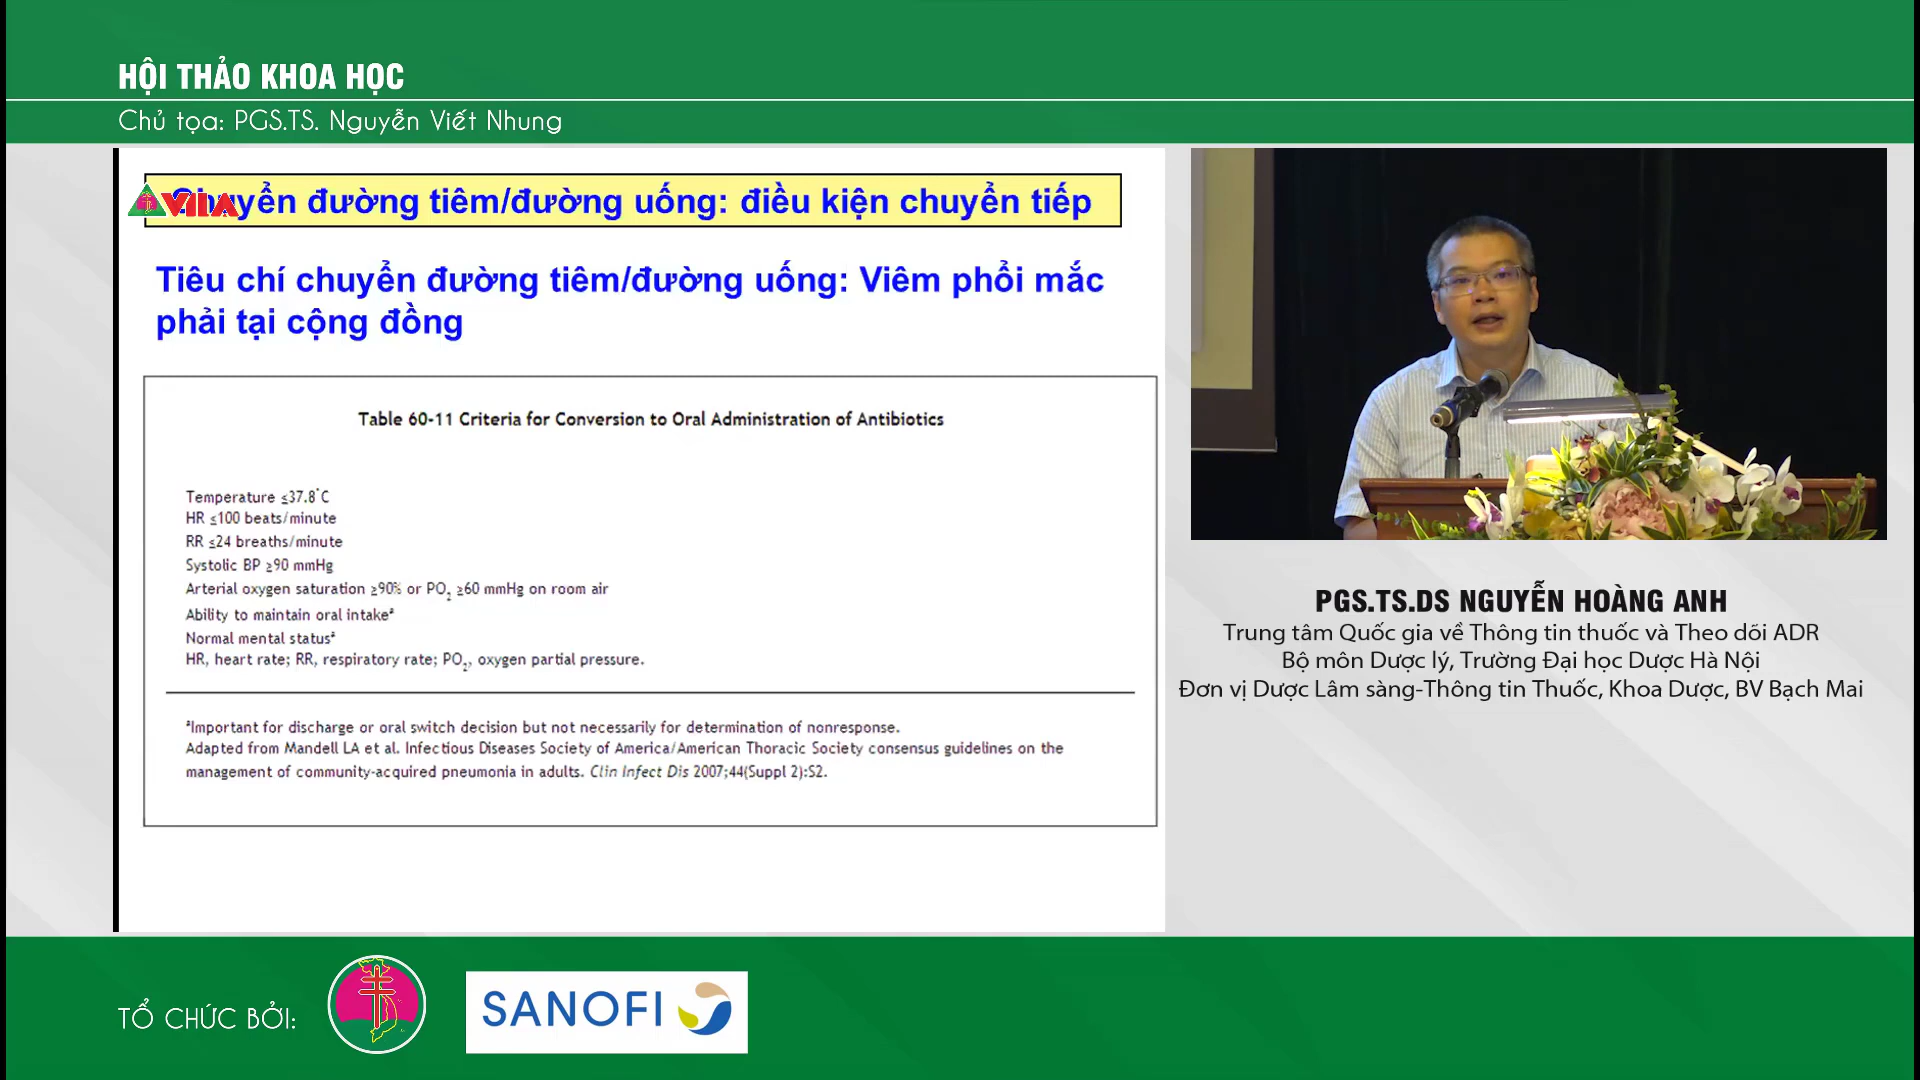 HỘI THẢO KHOA HỌC
Chủ tọa: PGS.TS. Nguyễn Viết Nhung
Chuyển đường tiêm/đường uống: điều kiện chuyển tiếp
VILA
Tiêu chí chuyển đường tiêm/đường uống: Viêm phổi mắc
phải tại cộng đồng
Table 60-11 Criteria for Conversion to Oral Administration of Antibiotics
Temperature ≤37.8°C
HR ≤100 beats/minute
RR ≤24 breaths/minute
Systolic BP ≥90 mmHg
Arterial oxygen saturation ≥90% or PO₂ ≥60 mmHg on room air
Ability to maintain oral intakeª
Normal mental statusª
HR, heart rate; RR, respiratory rate; PO₂, oxygen partial pressure.
ªImportant for discharge or oral switch decision but not necessarily for determination of nonresponse.
Adapted from Mandell LA et al. Infectious Diseases Society of America/American Thoracic Society consensus guidelines on the
management of community-acquired pneumonia in adults. Clin Infect Dis 2007;44(Suppl 2):S2.
PGS.TS.DS NGUYỄN HOÀNG ANH
Trung tâm Quốc gia về Thông tin thuốc và Theo dõi ADR
Bộ môn Dược lý, Trường Đại học Dược Hà Nội
Đơn vị Dược Lâm sàng-Thông tin Thuốc, Khoa Dược, BV Bạch Mai
TỔ CHỨC BỞI:
SANOFI